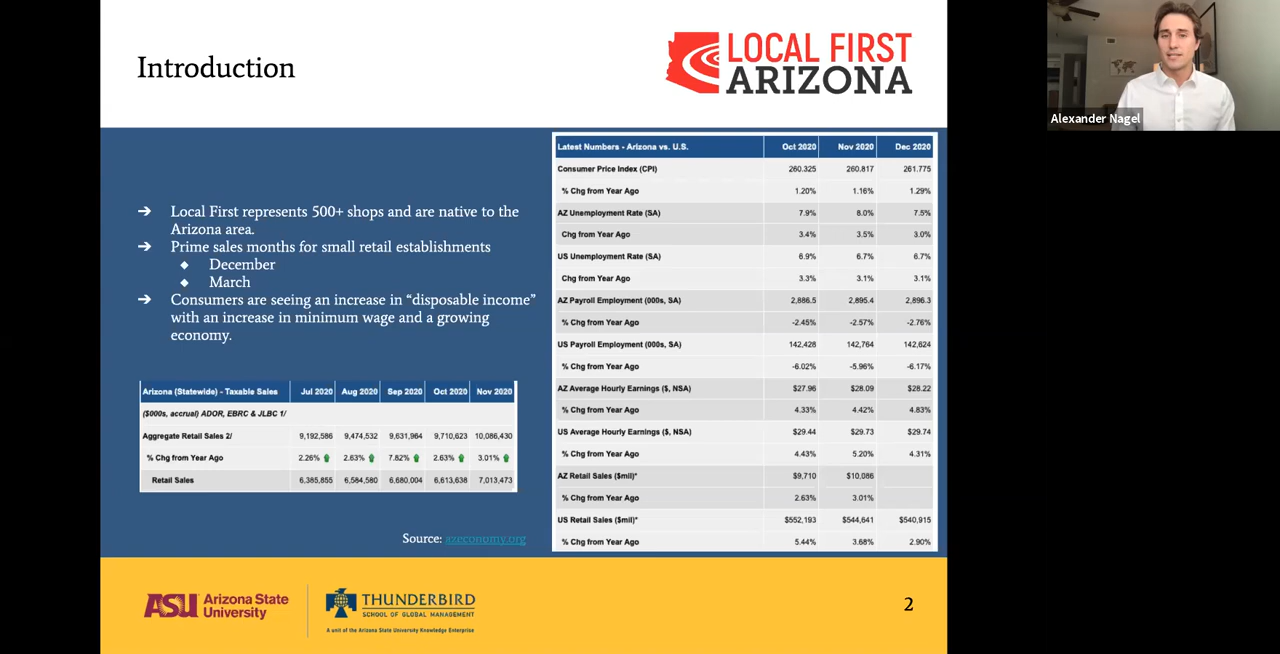 Introduction
LOCAL FIRST
ARIZONA
Alexander Nagel
➔ Local First represents 500+ shops and are native to the
Arizona area.
➔ Prime sales months for small retail establishments
◆ December
◆ March
➔ Consumers are seeing an increase in “disposable income”
with an increase in minimum wage and a growing
economy.
Arizona (Statewide) - Taxable Sales Jul 2020 Aug 2020 Sep 2020 Oct 2020 Nov 2020
($000s, accrual) ADOR, EBRC & JLBC 1/
Aggregate Retail Sales 2/ 9,192,586 9,474,532 9,631,964 9,710,623 10,086,430
% Chg from Year Ago 2.26% 2.63% 7.82% 2.63% 3.01%
Retail Sales 6,385,855 6,584,580 6,680,004 6,613,638 7,013,473
Source: azeconomy.org
Latest Numbers - Arizona vs. U.S. Oct 2020 Nov 2020 Dec 2020
Consumer Price Index (CPI) 260.325 260.817 261.775
% Chg from Year Ago 1.20% 1.16% 1.29%
AZ Unemployment Rate (SA) 7.9% 8.0% 7.5%
Chg from Year Ago 3.4% 3.5% 3.0%
US Unemployment Rate (SA) 6.9% 6.7% 6.7%
Chg from Year Ago 3.3% 3.1% 3.1%
AZ Payroll Employment (000s, SA) 2,886.5 2,895.4 2,896.3
% Chg from Year Ago -2.45% -2.57% -2.76%
US Payroll Employment (000s, SA) 142,428 142,764 142,624
% Chg from Year Ago -6.02% -5.96% -6.17%
AZ Average Hourly Earnings ($, NSA) $27.96 $28.09 $28.22
% Chg from Year Ago 4.33% 4.42% 4.83%
US Average Hourly Earnings ($, NSA) $29.44 $29.73 $29.74
% Chg from Year Ago 4.43% 5.20% 4.31%
AZ Retail Sales ($mil)* $9,710 $10,086
% Chg from Year Ago 2.63% 3.01%
US Retail Sales ($mil)* $552,193 $544,641 $540,915
% Chg from Year Ago 5.44% 3.68% 2.90%
ASU Arizona State
University
THUNDERBIRD
SCHOOL OF GLOBAL MANAGEMENT
A unit of the Arizona State University Knowledge Enterprise
2